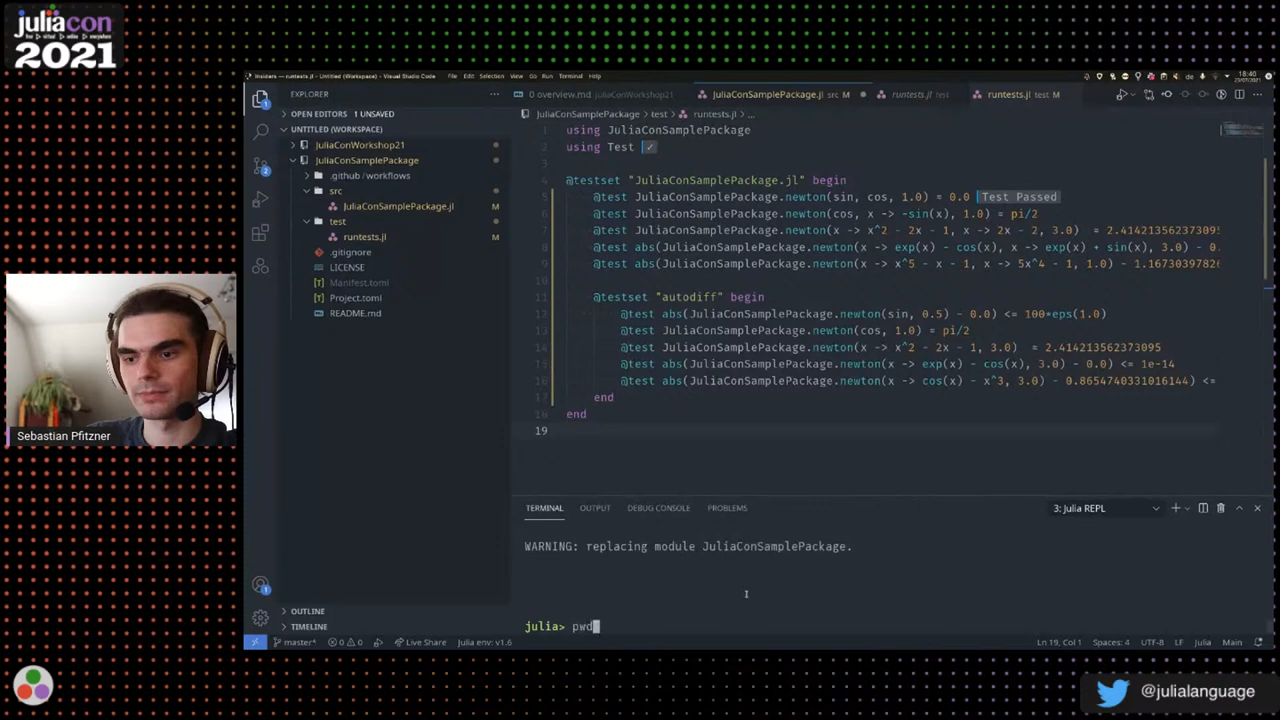 juliacon
2021
Insiders • runtests.jl - Untitled (Workspace) - Visual Studio Code File Edit Selection View Go Run Terminal Help
de
18:40
23/07/2021
EXPLORER
OPEN EDITORS 1 UNSAVED
UNTITLED (WORKSPACE)
JuliaConWorkshop21
JuliaConSamplePackage
.github / workflows
src
JuliaConSamplePackage.jl M
test
runtests.jl M
.gitignore
LICENSE
Manifest.toml
Project.toml
README.md
OUTLINE
TIMELINE
0 overview.md juliaConWorkshop21
JuliaConSamplePackage.jl src M
runtests.jl test
runtests.jl test M
JuliaConSamplePackage > test > runtests.jl > ...
1 using JuliaConSamplePackage
2 using Test ✓
3
4 @testset "JuliaConSamplePackage.jl" begin
5 @test JuliaConSamplePackage.newton(sin, cos, 1.0) ≈ 0.0 Test Passed
6 @test JuliaConSamplePackage.newton(cos, x -> -sin(x), 1.0) ≈ pi/2
7 @test JuliaConSamplePackage.newton(x -> x^2 - 2x - 1, x -> 2x - 2, 3.0) ≈ 2.414213562373095
8 @test abs(JuliaConSamplePackage.newton(x -> exp(x) - cos(x), x -> exp(x) + sin(x), 3.0) - 0.
9 @test abs(JuliaConSamplePackage.newton(x -> x^5 - x - 1, x -> 5x^4 - 1, 1.0) - 1.1673039782
10
11 @testset "autodiff" begin
12 @test abs(JuliaConSamplePackage.newton(sin, 0.5) - 0.0) <= 100*eps(1.0)
13 @test JuliaConSamplePackage.newton(cos, 1.0) ≈ pi/2
14 @test JuliaConSamplePackage.newton(x -> x^2 - 2x - 1, 3.0) ≈ 2.414213562373095
15 @test abs(JuliaConSamplePackage.newton(x -> exp(x) - cos(x), 3.0) - 0.0) <= 1e-14
16 @test abs(JuliaConSamplePackage.newton(x -> cos(x) - x^3, 3.0) - 0.8654740331016144) <=
17 end
18 end
19
TERMINAL OUTPUT DEBUG CONSOLE PROBLEMS
3: Julia REPL
WARNING: replacing module JuliaConSamplePackage.
julia> pwd
master* 0 0 Live Share Julia env: v1.6
Ln 19, Col 1 Spaces: 4 UTF-8 LF Julia Main
Sebastian Pfitzner
@julialanguage